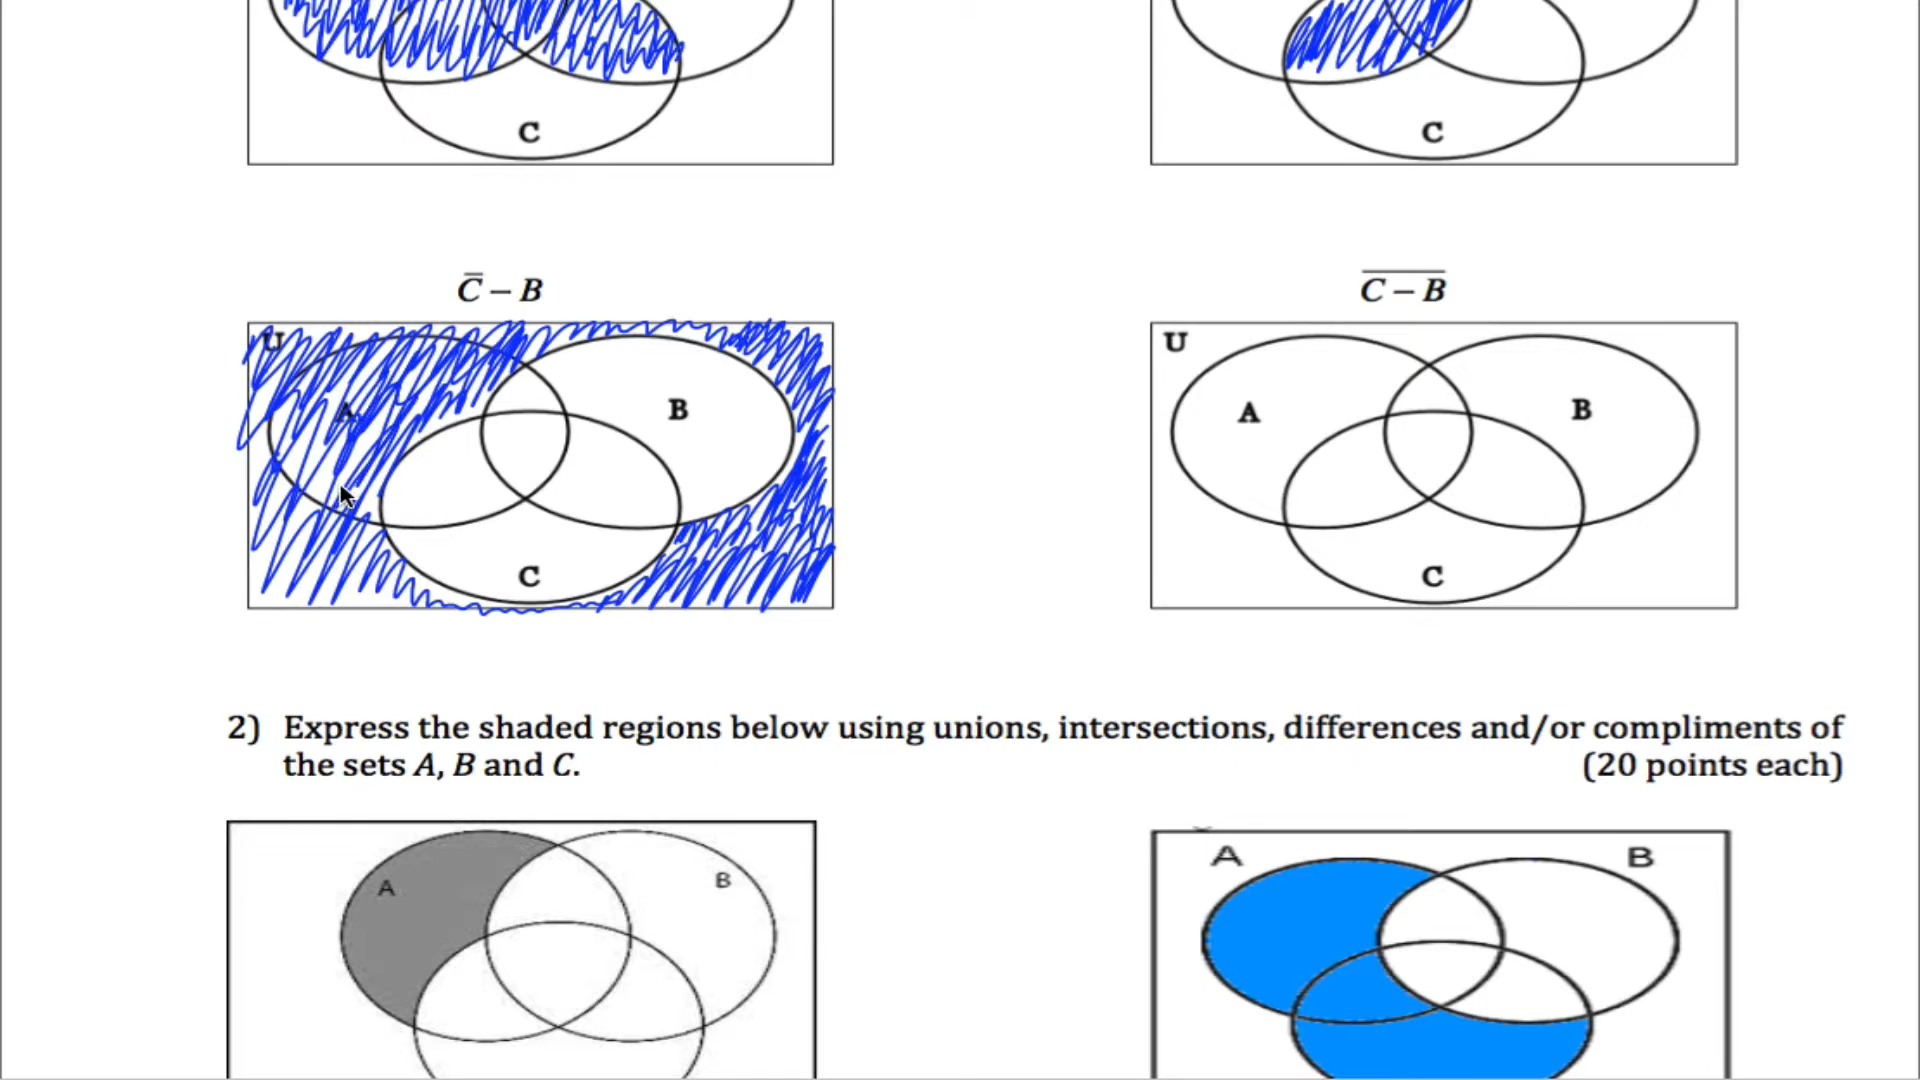 C C
C̅ – B C̅ ̅–̅ ̅B̅
U A B C
U A B C
2) Express the shaded regions below using unions, intersections, differences and/or compliments of
the sets A, B and C. (20 points each)
A B
A B